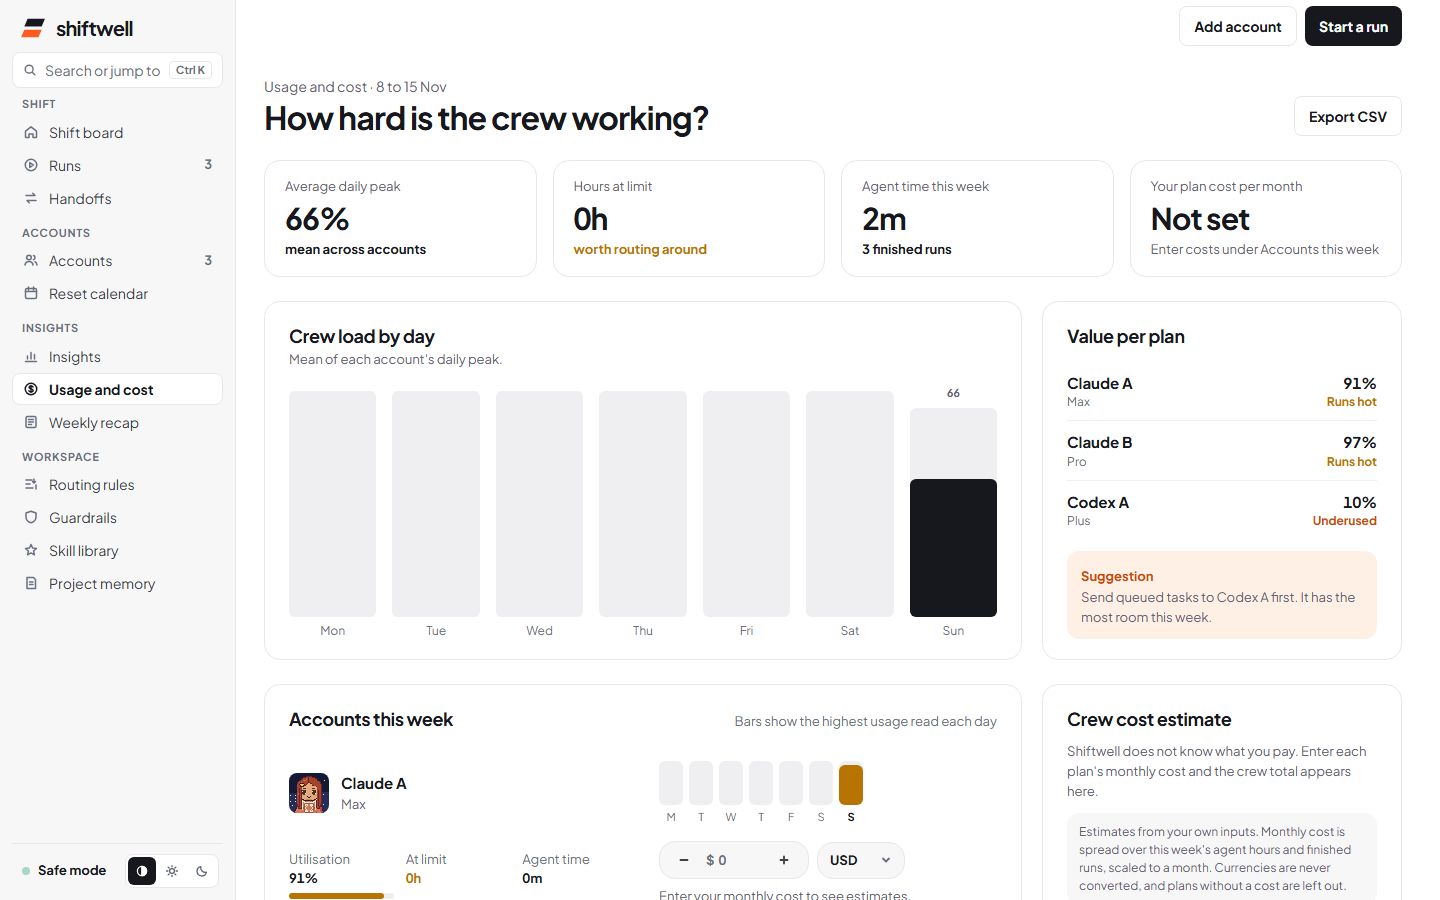 shiftwell
Search or jump to Ctrl K
SHIFT
Shift board
Runs 3
Handoffs
ACCOUNTS
Accounts 3
Reset calendar
INSIGHTS
Insights
Usage and cost
Weekly recap
WORKSPACE
Routing rules
Guardrails
Skill library
Project memory
Safe mode
Add account
Start a run
Usage and cost · 8 to 15 Nov
How hard is the crew working?
Export CSV
Average daily peak
66%
mean across accounts
Hours at limit
0h
worth routing around
Agent time this week
2m
3 finished runs
Your plan cost per month
Not set
Enter costs under Accounts this week
Crew load by day
Mean of each account's daily peak.
66
Mon Tue Wed Thu Fri Sat Sun
Value per plan
Claude A 91%
Max Runs hot
Claude B 97%
Pro Runs hot
Codex A 10%
Plus Underused
Suggestion
Send queued tasks to Codex A first. It has the
most room this week.
Accounts this week
Bars show the highest usage read each day
Claude A
Max
M T W T F S S
Utilisation At limit Agent time
91% 0h 0m
− $ 0 + USD
Enter your monthly cost to see estimates.
Crew cost estimate
Shiftwell does not know what you pay. Enter each
plan's monthly cost and the crew total appears
here.
Estimates from your own inputs. Monthly cost is
spread over this week's agent hours and finished
runs, scaled to a month. Currencies are never
converted, and plans without a cost are left out.